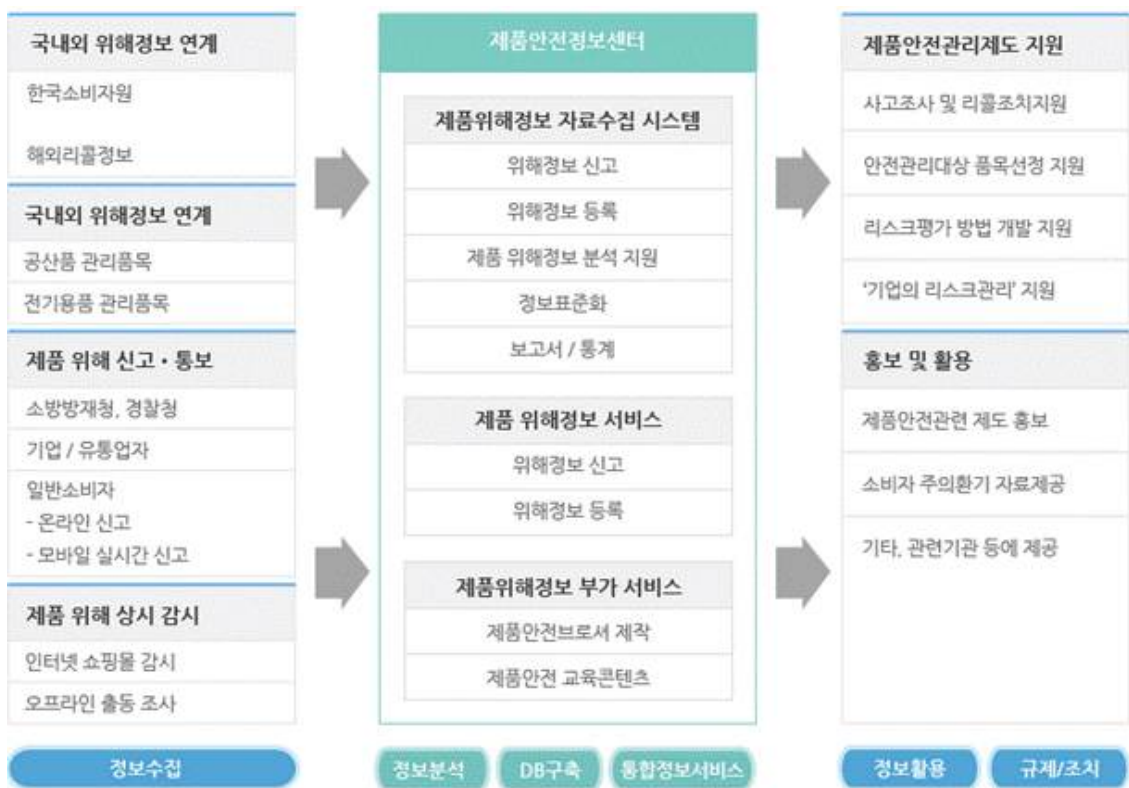 국내외 위해정보 연계
한국소비자원
해외리콜정보
국내외 위해정보 연계
공산품 관리품목
전기용품 관리품목
제품 위해 신고・통보
소방방재청, 경찰청
기업 / 유통업자
일반소비자
- 온라인 신고
- 모바일 실시간 신고
제품 위해 상시 감시
인터넷 쇼핑몰 감시
오프라인 출동 조사
정보수집
제품안전정보센터
제품위해정보 자료수집 시스템
위해정보 신고
위해정보 등록
제품 위해정보 분석 지원
정보표준화
보고서 / 통계
제품 위해정보 서비스
위해정보 신고
위해정보 등록
제품위해정보 부가 서비스
제품안전브로셔 제작
제품안전 교육콘텐츠
정보분석
DB구축
통합정보서비스
제품안전관리제도 지원
사고조사 및 리콜조치지원
안전관리대상 품목선정 지원
리스크평가 방법 개발 지원
‘기업의 리스크관리’ 지원
홍보 및 활용
제품안전관련 제도 홍보
소비자 주의환기 자료제공
기타, 관련기관 등에 제공
정보활용
규제/조치